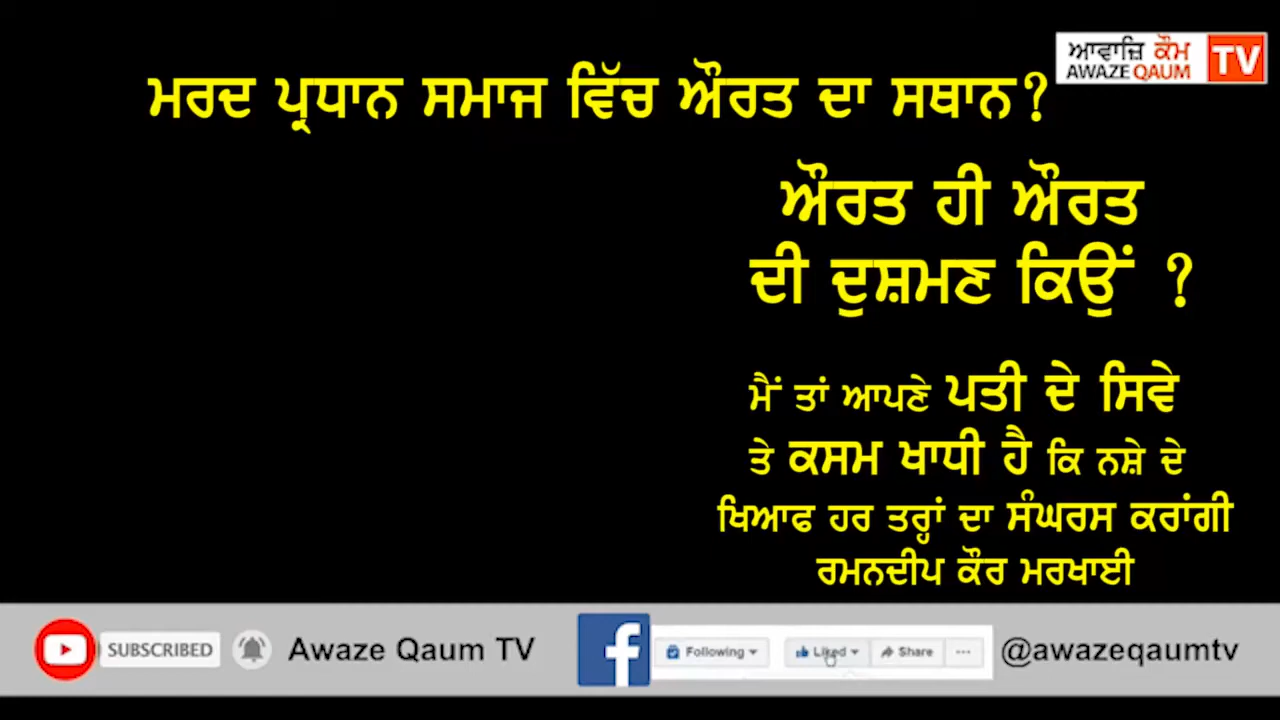 ਆਵਾਜ਼ਿ ਕੌਮ
AWAZE QAUM TV
ਮਰਦ ਪ੍ਰਧਾਨ ਸਮਾਜ ਵਿੱਚ ਔਰਤ ਦਾ ਸਥਾਨ?
ਔਰਤ ਹੀ ਔਰਤ
ਦੀ ਦੁਸ਼ਮਣ ਕਿਉਂ ?
ਮੈਂ ਤਾਂ ਆਪਣੇ ਪਤੀ ਦੇ ਸਿਵੇ
ਤੇ ਕਸਮ ਖਾਧੀ ਹੈ ਕਿ ਨਸ਼ੇ ਦੇ
ਖਿਆਫ ਹਰ ਤਰ੍ਹਾਂ ਦਾ ਸੰਘਰਸ ਕਰਾਂਗੀ
ਰਮਨਦੀਪ ਕੌਰ ਮਰਖਾਈ
SUBSCRIBED Awaze Qaum TV f Following Liked Share ... @awazeqaumtv